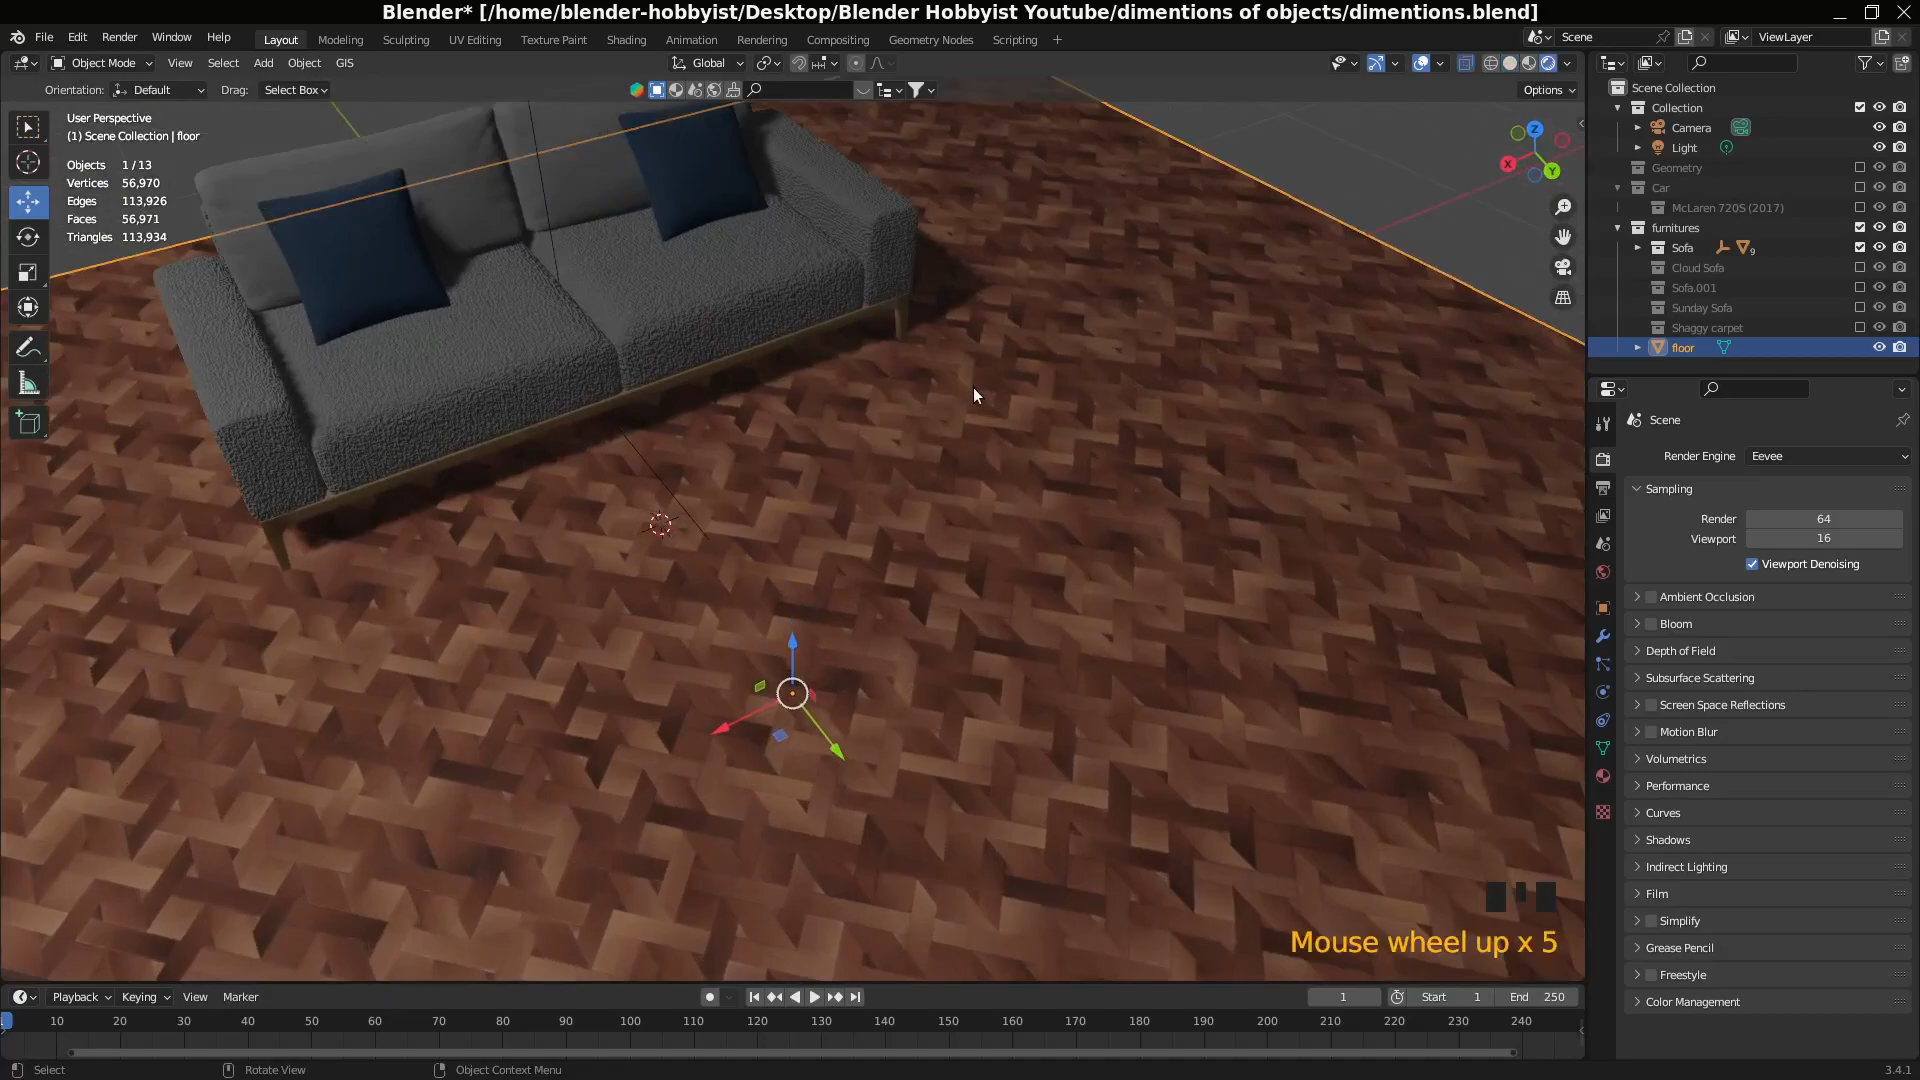 Blender* [/home/blender-hobbyist/Desktop/Blender Hobbyist Youtube/dimentions of objects/dimentions.blend]
File Edit Render Window Help Layout Modeling Sculpting UV Editing Texture Paint Shading Animation Rendering Compositing Geometry Nodes Scripting + Scene ViewLayer
Object Mode View Select Add Object GIS Global
Orientation: Default Drag: Select Box Options
User Perspective
(1) Scene Collection | floor
Objects 1 / 13
Vertices 56,970
Edges 113,926
Faces 56,971
Triangles 113,934
Z
X
Y
Scene Collection
Collection
Camera
Light
Geometry
Car
McLaren 720S (2017)
furnitures
Sofa 9
Cloud Sofa
Sofa.001
Sunday Sofa
Shaggy carpet
floor
Scene
Render Engine Eevee
Sampling
Render 64
Viewport 16
Viewport Denoising
Ambient Occlusion
Bloom
Depth of Field
Subsurface Scattering
Screen Space Reflections
Motion Blur
Volumetrics
Performance
Curves
Shadows
Indirect Lighting
Film
Simplify
Grease Pencil
Freestyle
Color Management
Mouse wheel up x 5
Playback Keying View Marker 1 Start 1 End 250
1 10 20 30 40 50 60 70 80 90 100 110 120 130 140 150 160 170 180 190 200 210 220 230 240
Select Rotate View Object Context Menu 3.4.1